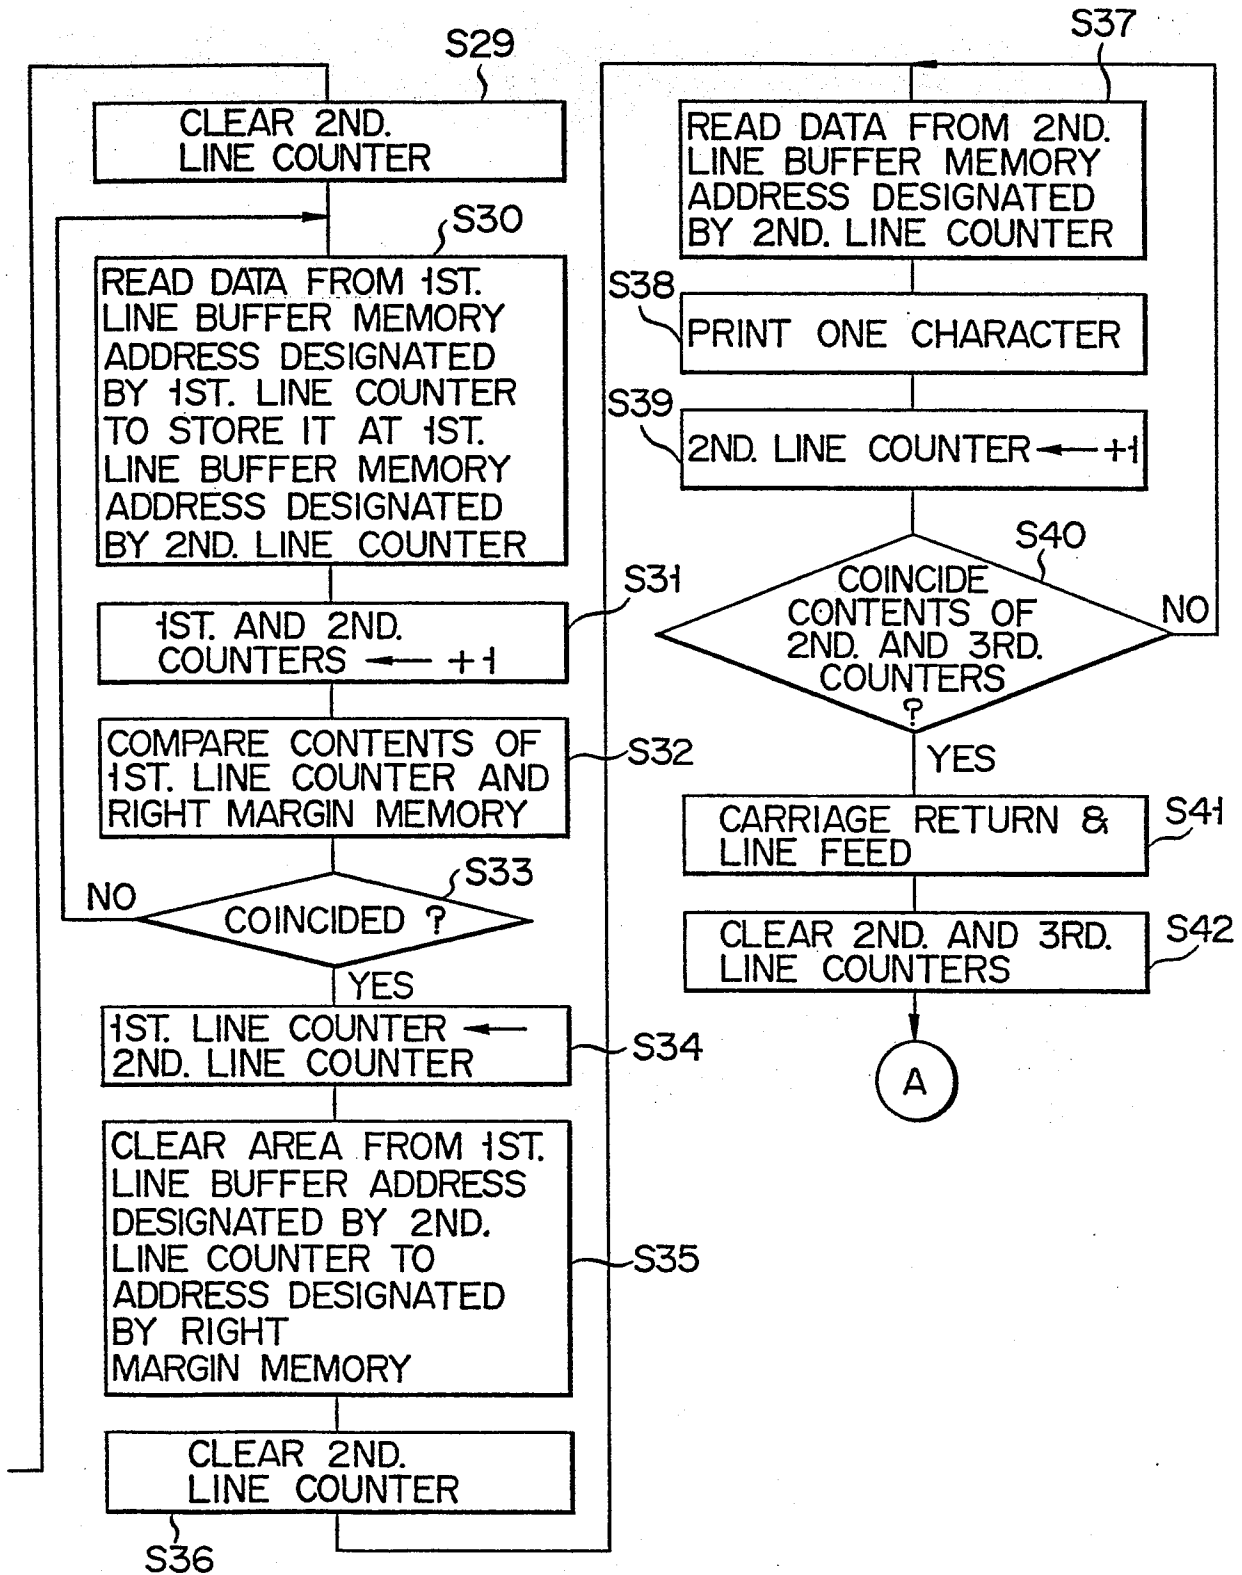 S29
CLEAR 2ND.
LINE COUNTER
S30
READ DATA FROM 1ST.
LINE BUFFER MEMORY
ADDRESS DESIGNATED
BY 1ST. LINE COUNTER
TO STORE IT AT 1ST.
LINE BUFFER MEMORY
ADDRESS DESIGNATED
BY 2ND. LINE COUNTER
S31
1ST. AND 2ND.
COUNTERS ← +1
S32
COMPARE CONTENTS OF
1ST. LINE COUNTER AND
RIGHT MARGIN MEMORY
S33
NO
COINCIDED ?
YES
1ST. LINE COUNTER ←
2ND. LINE COUNTER
S34
CLEAR AREA FROM 1ST.
LINE BUFFER ADDRESS
DESIGNATED BY 2ND.
LINE COUNTER TO
ADDRESS DESIGNATED
BY RIGHT
MARGIN MEMORY
S35
CLEAR 2ND.
LINE COUNTER
S36
S37
READ DATA FROM 2ND.
LINE BUFFER MEMORY
ADDRESS DESIGNATED
BY 2ND. LINE COUNTER
S38
PRINT ONE CHARACTER
S39
2ND. LINE COUNTER ← +1
S40
COINCIDE
CONTENTS OF
2ND. AND 3RD.
COUNTERS
?
NO
YES
CARRIAGE RETURN &
LINE FEED
S41
CLEAR 2ND. AND 3RD.
LINE COUNTERS
S42
A